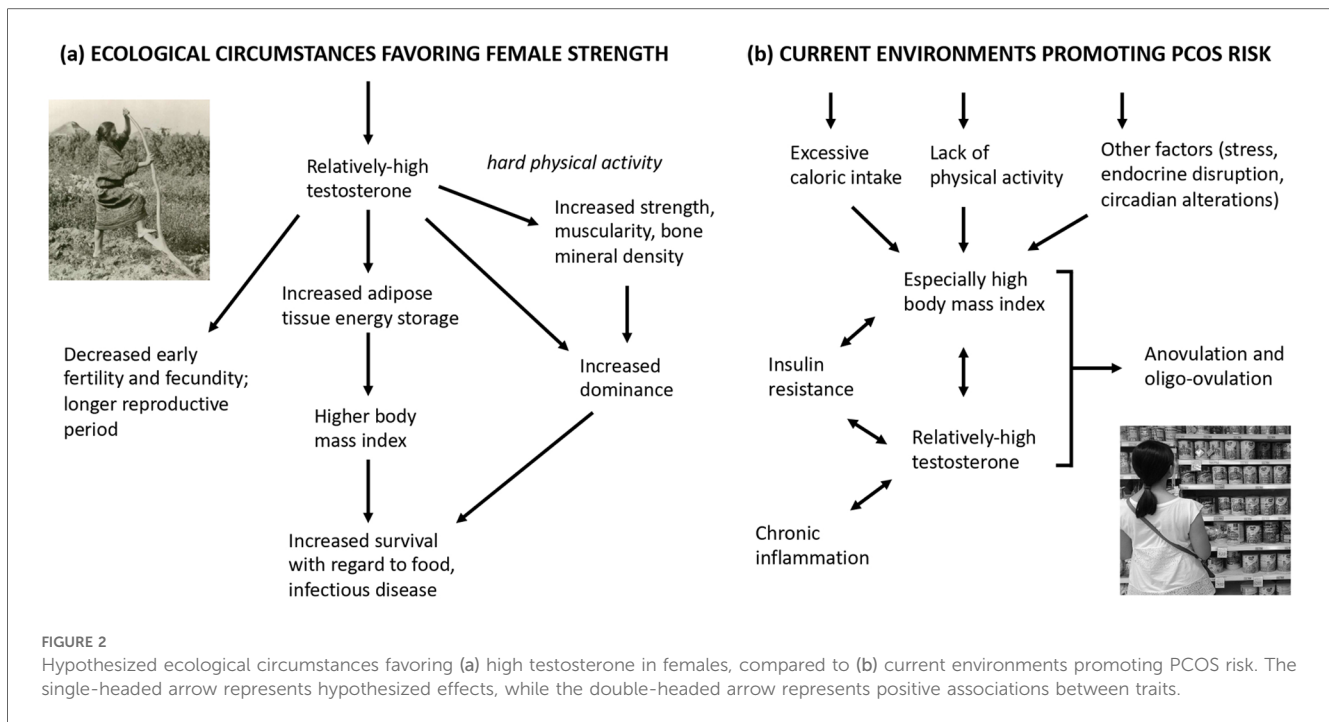 (a) ECOLOGICAL CIRCUMSTANCES FAVORING FEMALE STRENGTH
Relatively-high
testosterone
hard physical activity
Increased strength,
muscularity, bone
mineral density
Increased adipose
tissue energy storage
Decreased early
fertility and fecundity;
longer reproductive
period
Increased
dominance
Higher body
mass index
Increased survival
with regard to food,
infectious disease
(b) CURRENT ENVIRONMENTS PROMOTING PCOS RISK
Excessive
caloric intake
Lack of
physical activity
Other factors (stress,
endocrine disruption,
circadian alterations)
Especially high
body mass index
Insulin
resistance
Anovulation and
oligo-ovulation
Relatively-high
testosterone
Chronic
inflammation
FIGURE 2
Hypothesized ecological circumstances favoring (a) high testosterone in females, compared to (b) current environments promoting PCOS risk. The
single-headed arrow represents hypothesized effects, while the double-headed arrow represents positive associations between traits.